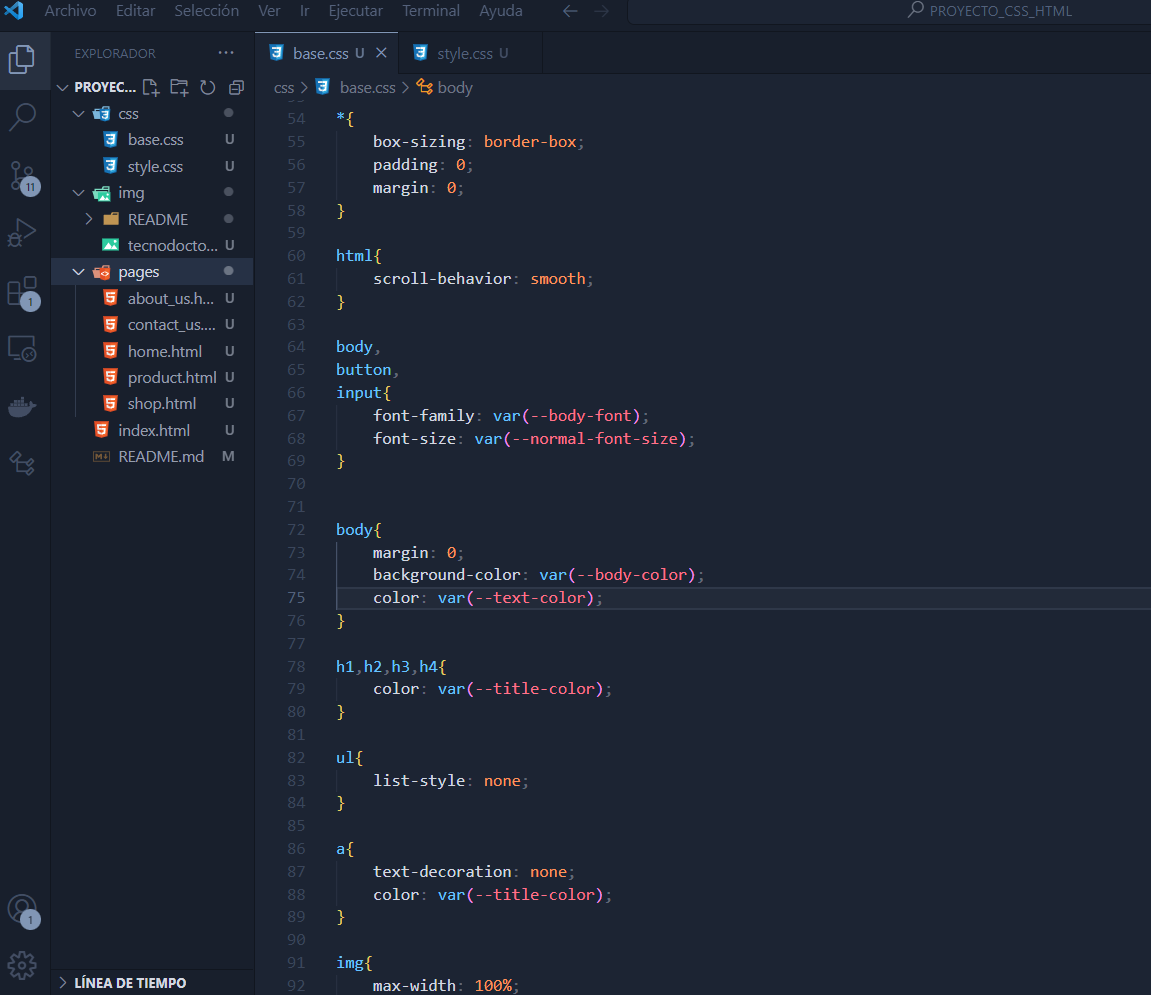 Archivo Editar Selección Ver Ir Ejecutar Terminal Ayuda PROYECTO_CSS_HTML
EXPLORADOR ...
PROYEC...
css
base.css U
style.css U
img
README
tecnodocto... U
pages
about_us.h... U
contact_us.... U
home.html U
product.html U
shop.html U
index.html U
README.md M
LÍNEA DE TIEMPO
11
1
1
base.css U style.css U
css > base.css > body
54 *{
55 box-sizing: border-box;
56 padding: 0;
57 margin: 0;
58 }
59
60 html{
61 scroll-behavior: smooth;
62 }
63
64 body,
65 button,
66 input{
67 font-family: var(--body-font);
68 font-size: var(--normal-font-size);
69 }
70
71
72 body{
73 margin: 0;
74 background-color: var(--body-color);
75 color: var(--text-color);
76 }
77
78 h1,h2,h3,h4{
79 color: var(--title-color);
80 }
81
82 ul{
83 list-style: none;
84 }
85
86 a{
87 text-decoration: none;
88 color: var(--title-color);
89 }
90
91 img{
92 max-width: 100%;